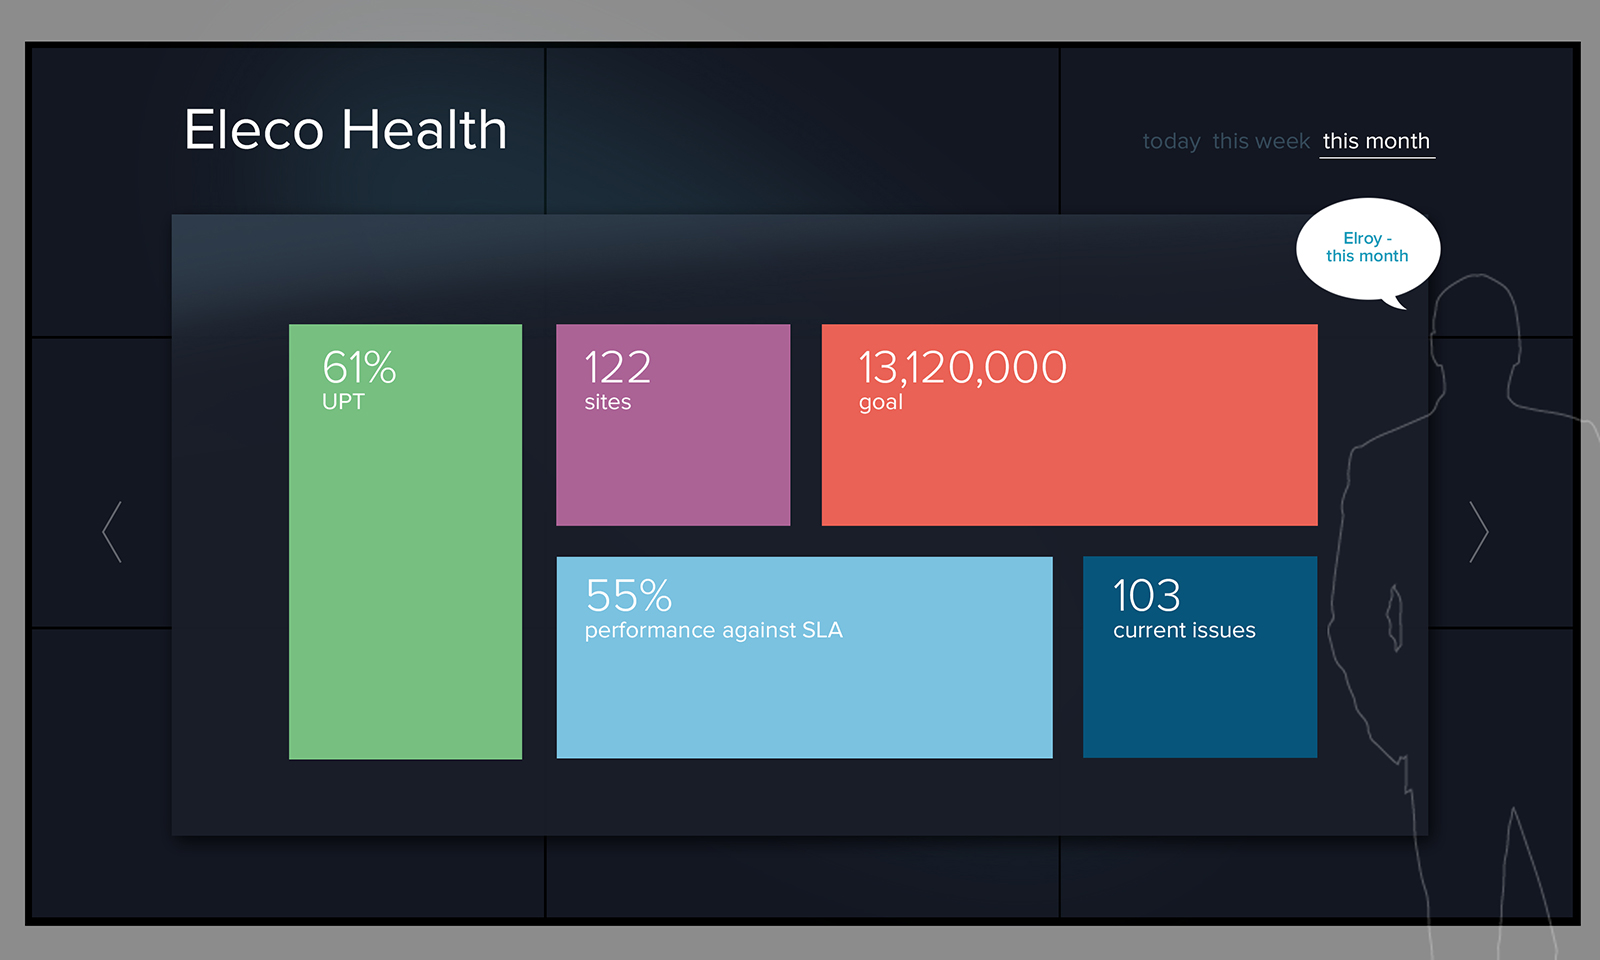 Eleco Health
today this week this month
Elroy -
this month
61%
UPT
122
sites
13,120,000
goal
55%
performance against SLA
103
current issues